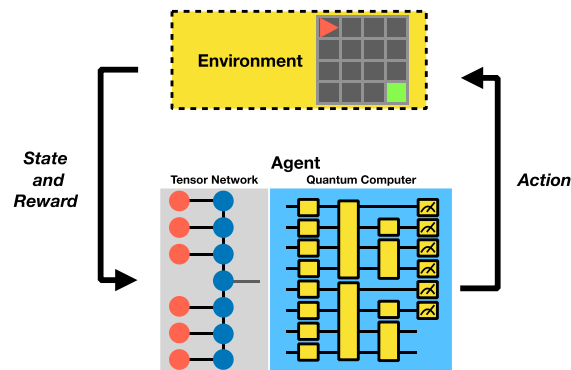 Environment
State
and
Reward
Agent
Action
Tensor Network
Quantum Computer